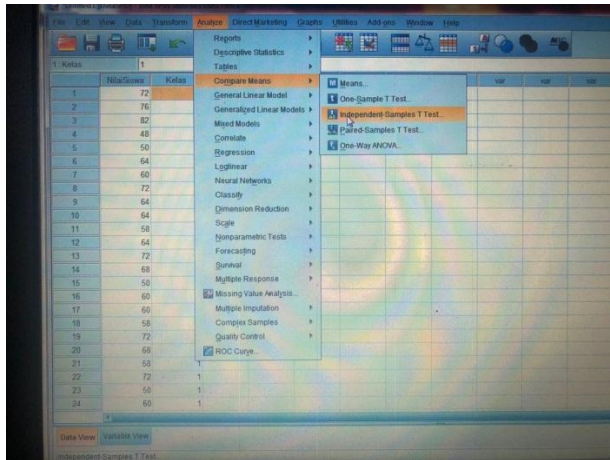 File Edit View Data Transform Analyze Direct Marketing Graphs Utilities Add-ons Window Help
1 : Kelas 1
NilaiSiswa Kelas var var var
Reports
Descriptive Statistics
Tables
Compare Means
General Linear Model
Generalized Linear Models
Mixed Models
Correlate
Regression
Loglinear
Neural Networks
Classify
Dimension Reduction
Scale
Nonparametric Tests
Forecasting
Survival
Multiple Response
Missing Value Analysis...
Multiple Imputation
Complex Samples
Quality Control
ROC Curve...
Means...
One-Sample T Test...
Independent-Samples T Test...
Paired-Samples T Test...
One-Way ANOVA...
1 72
2 76
3 82
4 48
5 50
6 64
7 60
8 72
9 64
10 64
11 58
12 64
13 72
14 68
15 50
16 60
17 60
18 58
19 72
20 68
21 58 1
22 72 1
23 50 1
24 60 1
Data View Variable View
Independent-Samples T Test...